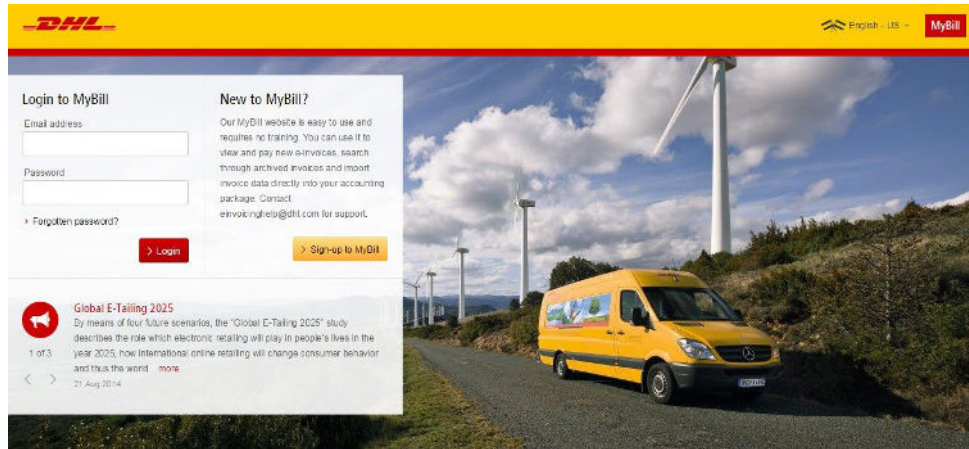 DHL
English - US
MyBill
Login to MyBill
Email address
Password
Forgotten password?
Login
New to MyBill?
Our MyBill website is easy to use and
requires no training. You can use it to
view and pay new e-invoices, search
through archived invoices and import
invoice data directly into your accounting
package. Contact
einvoicinghelp@dhl.com for support.
Sign-up to MyBill
Global E-Tailing 2025
By means of four future scenarios, the "Global E-Tailing 2025" study
describes the role which electronic retailing will play in people's lives in the
year 2025, how international online retailing will change consumer behavior
and thus the world more
1 of 3
21 Aug 2014